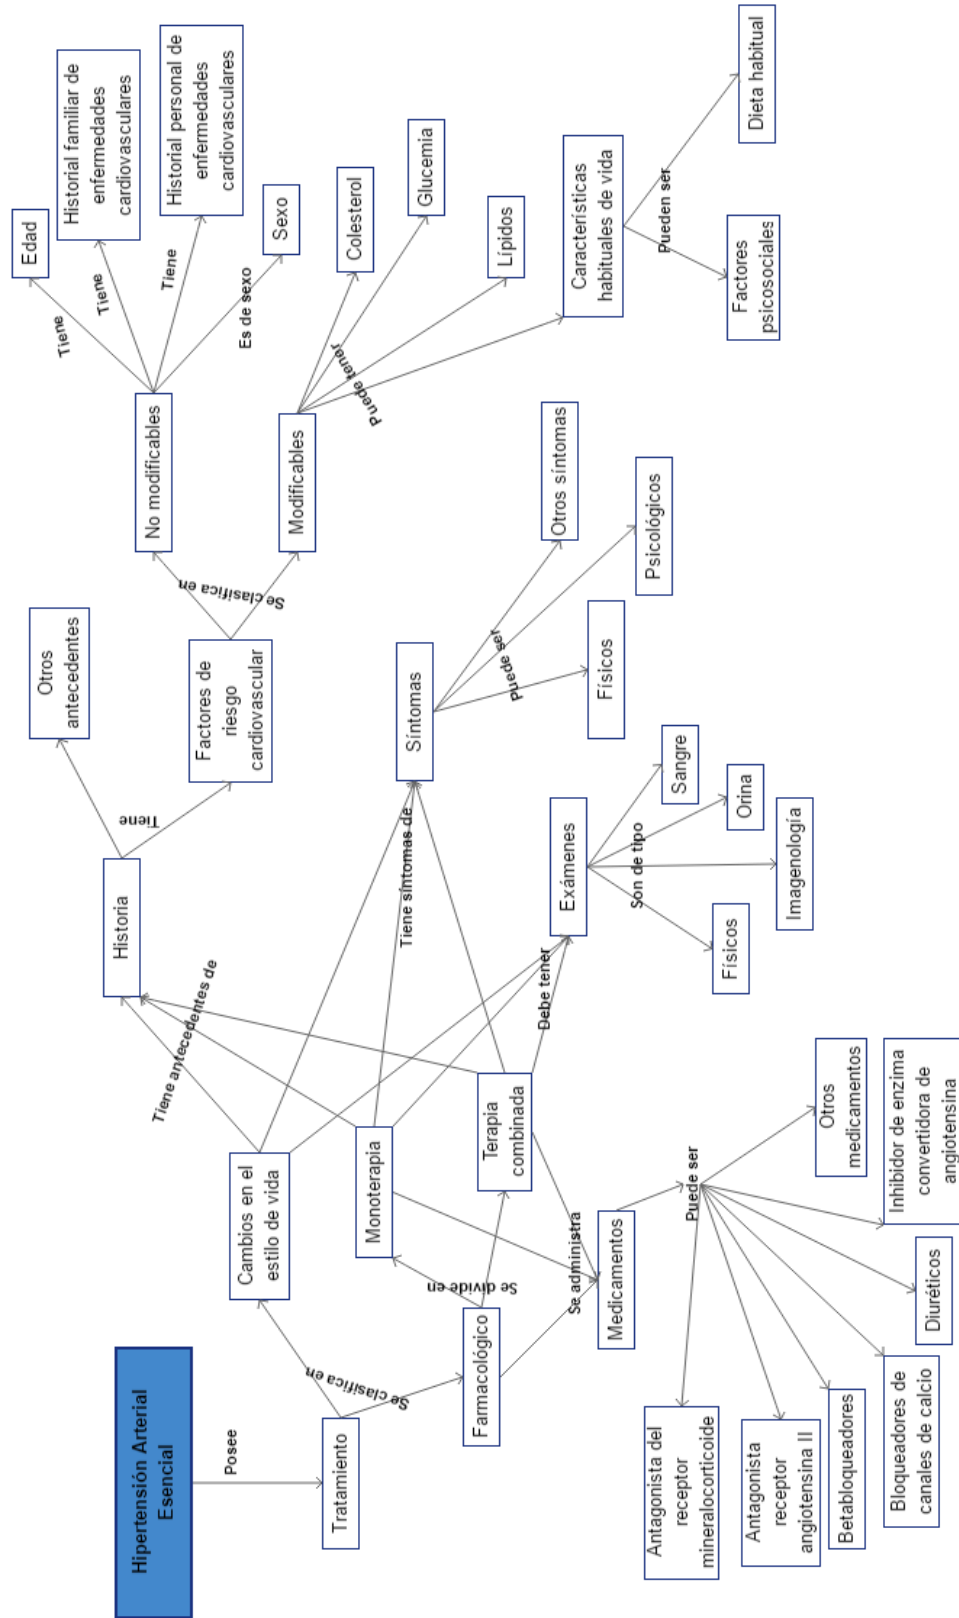 Hipertensión Arterial
Esencial
Posee
Tratamiento
Se clasifica en
Cambios en el
estilo de vida
Farmacológico
Se divide en
Monoterapia
Terapia
combinada
Se administra
Medicamentos
Puede ser
Antagonista del
receptor
mineralocorticoide
Antagonista
receptor
angiotensina II
Betabloqueadores
Bloqueadores de
canales de calcio
Diuréticos
Inhibidor de enzima
convertidora de
angiotensina
Otros
medicamentos
Tiene antecedentes de
Historia
Tiene
Otros
antecedentes
Factores de
riesgo
cardiovascular
Se clasifica en
No modificables
Tiene
Edad
Tiene
Historial familiar de
enfermedades
cardiovasculares
Tiene
Historial personal de
enfermedades
cardiovasculares
Es de sexo
Sexo
Modificables
Puede tener
Colesterol
Glucemia
Lípidos
Características
habituales de vida
Pueden ser
Factores
psicosociales
Dieta habitual
Tiene síntomas de
Síntomas
Puede ser
Otros síntomas
Psicológicos
Físicos
Debe tener
Exámenes
Son de tipo
Sangre
Orina
Imagenología
Físicos